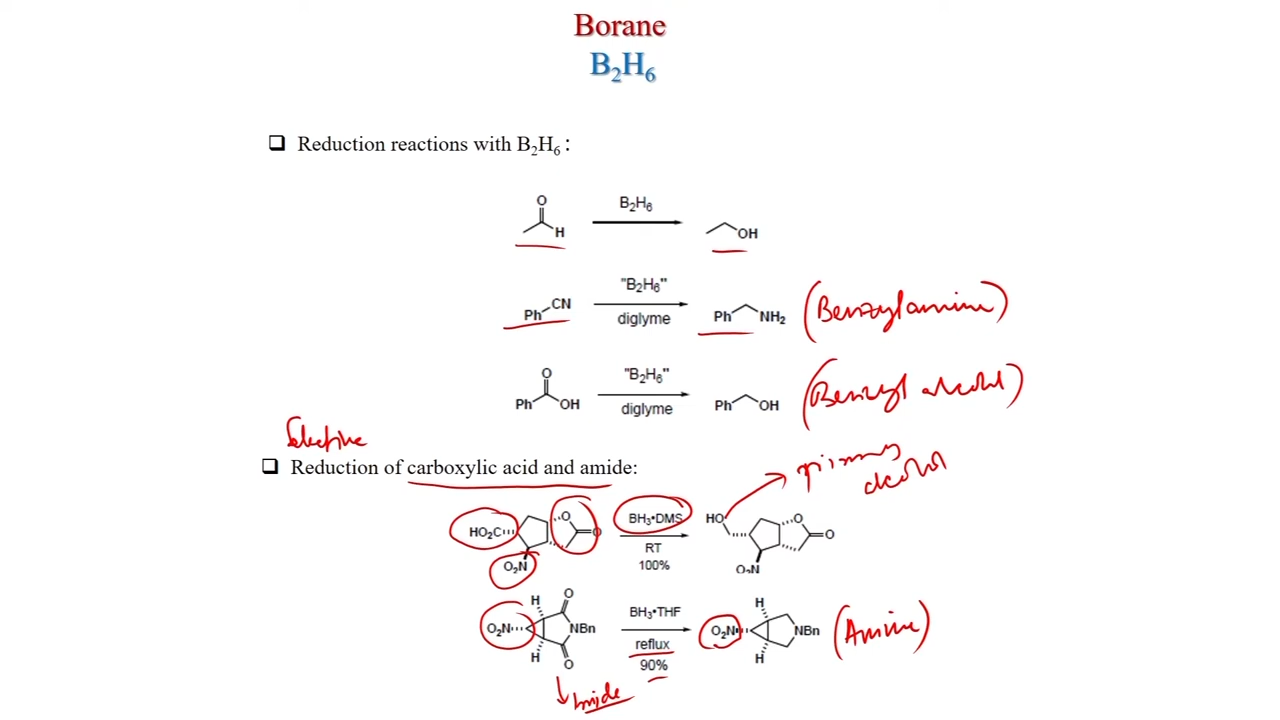 Borane
B₂H₆
❑ Reduction reactions with B₂H₆:
O
H
B₂H₆
OH
Ph CN
"B₂H₆"
diglyme
Ph NH₂
(Benzylamine)
O
Ph OH
"B₂H₆"
diglyme
Ph OH
(Benzyl alcohol)
Selective
❑ Reduction of carboxylic acid and amide:
primary
alcohol
HO₂C
O
O
O₂N
BH₃•DMS
RT
100%
HO
O
O
O₂N
H
O
O₂N
NBn
H
O
BH₃•THF
reflux
90%
H
O₂N
NBn
H
(Amine)
Imide